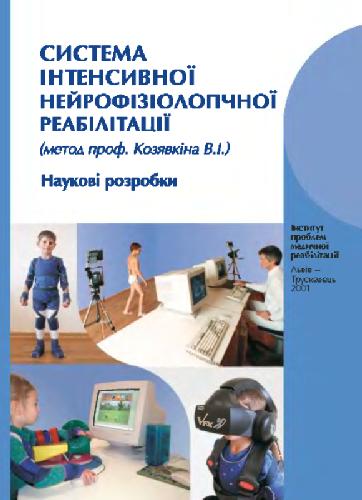 СИСТЕМА
ІНТЕНСИВНОЇ
НЕЙРОФІЗІОЛОГІЧНОЇ
РЕАБІЛІТАЦІЇ
(метод проф. Козявкіна В.І.)
Наукові розробки
Інститут
проблем
медичної
реабілітації
Львів –
Трускавець
2001